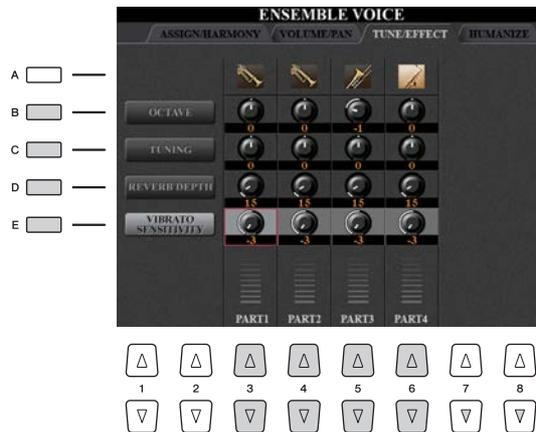 ENSEMBLE VOICE
ASSIGN/HARMONY VOLUME/PAN TUNE/EFFECT HUMANIZE
A
B OCTAVE
0 0 -1 0
C TUNING
0 0 0 0
D REVERB DEPTH
15 15 15 15
E VIBRATO
SENSITIVITY
-3 -3 -3 -3
PART1 PART2 PART3 PART4
1 2 3 4 5 6 7 8